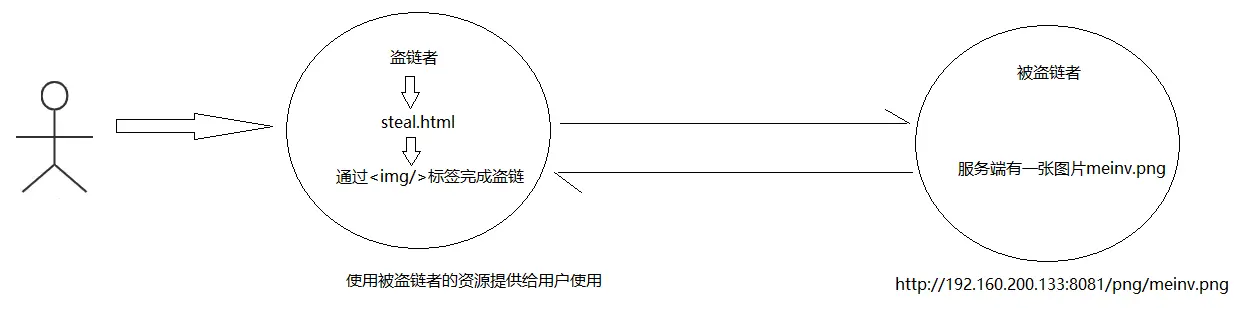 盗链者
steal.html
通过<img/>标签完成盗链
使用被盗链者的资源提供给用户使用
被盗链者
服务端有一张图片meinv.png
http://192.160.200.133:8081/png/meinv.png